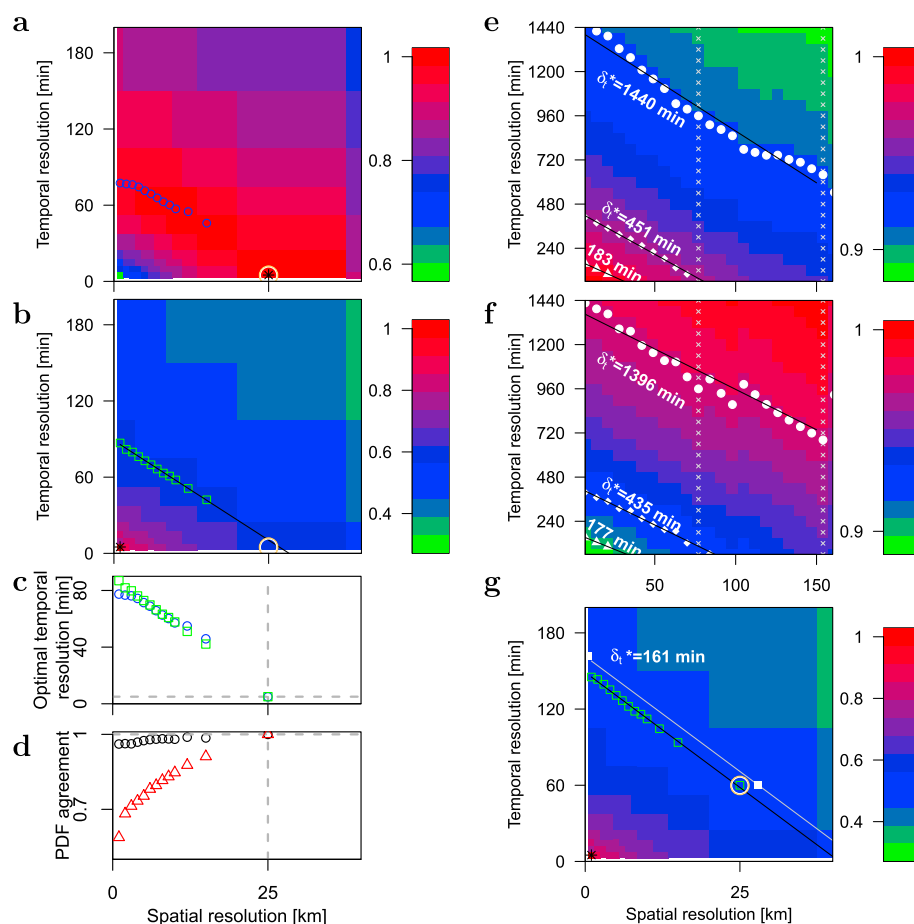 a
Temporal resolution [min]
180
120
60
0
1
0.8
0.6
b
Temporal resolution [min]
180
120
60
0
1
0.8
0.6
0.4
c
Optimal temporal
resolution [min]
80
40
0
d
PDF agreement
1
0.7
0
25
Spatial resolution [km]
e
Temporal resolution [min]
1440
1200
960
720
480
240
δt*=1440 min
δt*=451 min
183 min
1
0.9
f
Temporal resolution [min]
1440
1200
960
720
480
240
δt*=1396 min
δt*=435 min
177 min
50
100
150
1
0.9
g
Temporal resolution [min]
180
120
60
0
δt*=161 min
1
0.8
0.6
0.4
0
25
Spatial resolution [km]